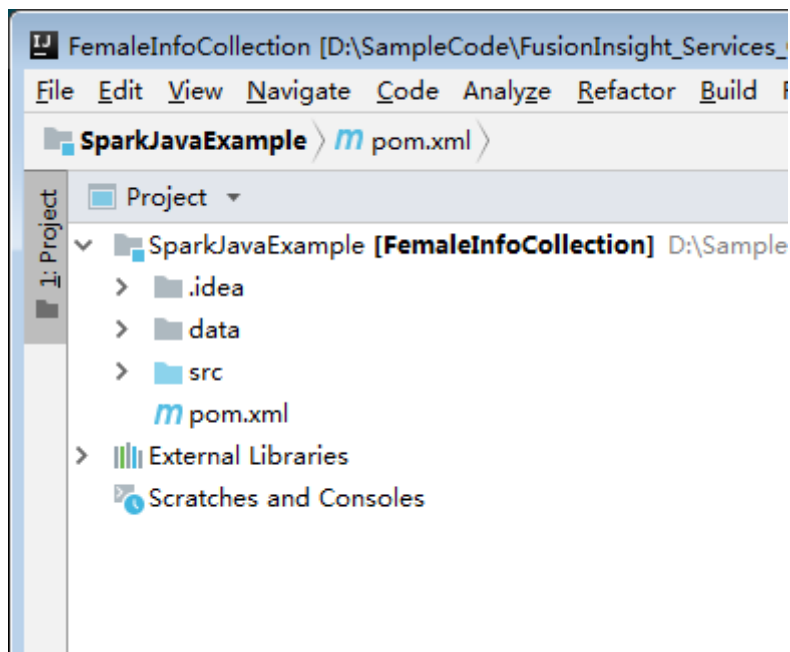 FemaleInfoCollection [D:\SampleCode\FusionInsight_Services_
File Edit View Navigate Code Analyze Refactor Build
SparkJavaExample m pom.xml
1: Project
Project
SparkJavaExample [FemaleInfoCollection] D:\Sample
.idea
data
src
m pom.xml
External Libraries
Scratches and Consoles